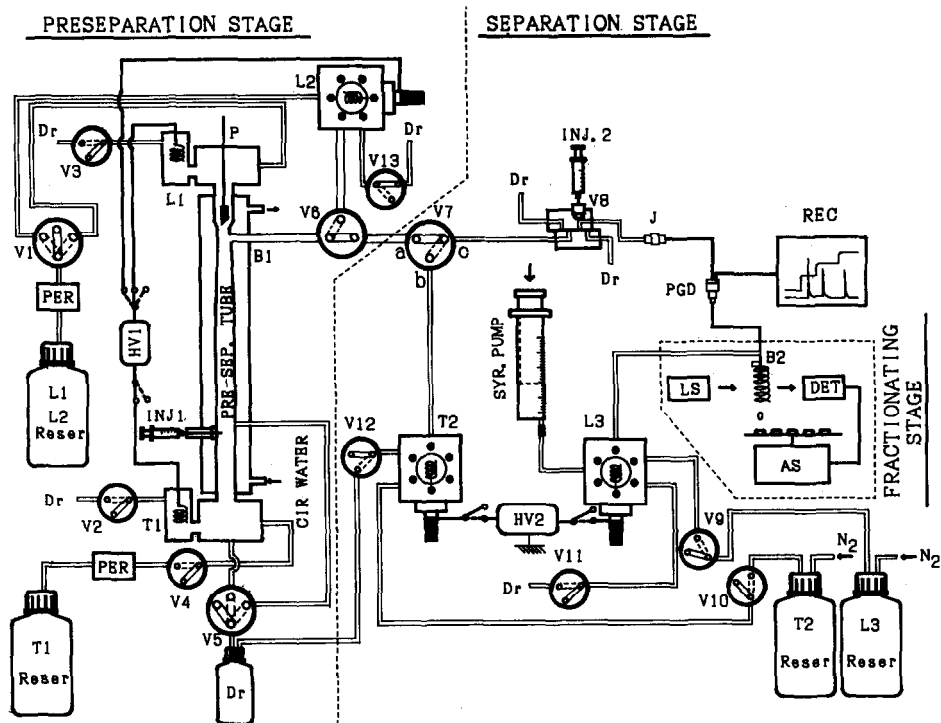 PRESEPARATION STAGE
SEPARATION STAGE
L2
Dr
P
V3
L1
Dr
V13
INJ.2
Dr
V8
V6
V7
J
REC
V1
B1
a
c
b
Dr
PGD
PER
HV1
PRE-SEP. TUBE
SYR.PUMP
L1
L2
Reser
B2
LS
DET
INJ1
V12
T2
L3
AS
FRACTIONATING
STAGE
CIR WATER
Dr
V2
T1
HV2
V9
N2
N2
PER
V4
V11
Dr
V10
V5
T1
Reser
T2
Reser
L3
Reser
Dr